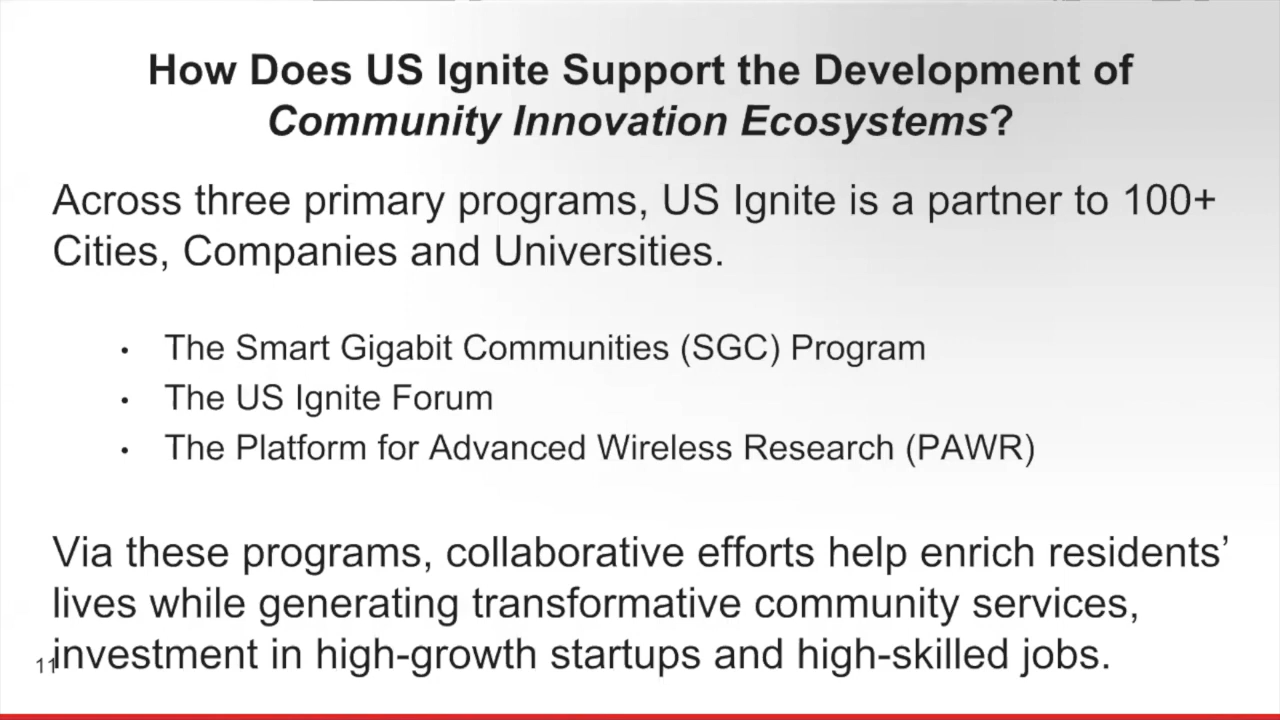 How Does US Ignite Support the Development of
Community Innovation Ecosystems?
Across three primary programs, US Ignite is a partner to 100+
Cities, Companies and Universities.
• The Smart Gigabit Communities (SGC) Program
• The US Ignite Forum
• The Platform for Advanced Wireless Research (PAWR)
Via these programs, collaborative efforts help enrich residents’
lives while generating transformative community services,
investment in high-growth startups and high-skilled jobs.
11